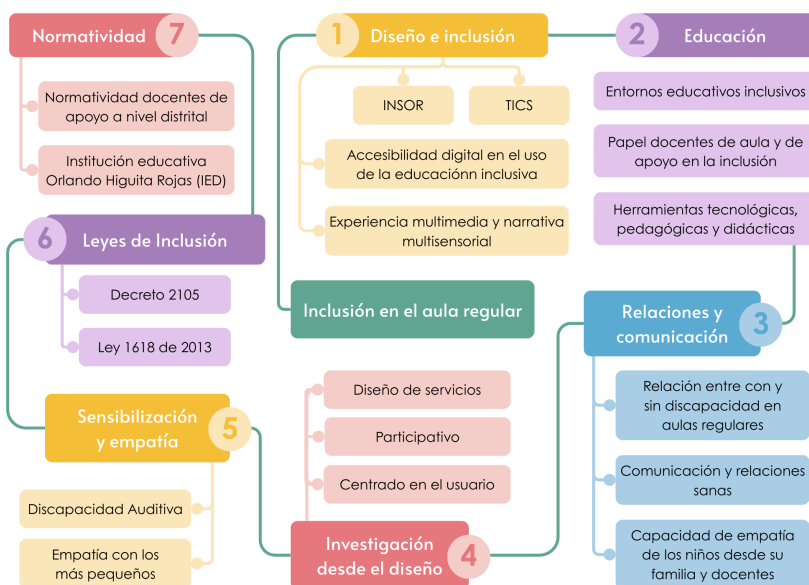 Normatividad 7
Normatividad docentes de
apoyo a nivel distrital
Institución educativa
Orlando Higuita Rojas (IED)
1 Diseño e inclusión
INSOR
TICS
Accesibilidad digital en el uso
de la educaciónn inclusiva
Experiencia multimedia y narrativa
multisensorial
2 Educación
Entornos educativos inclusivos
Papel docentes de aula y de
apoyo en la inclusión
Herramientas tecnológicas,
pedagógicas y didácticas
6 Leyes de Inclusión
Decreto 2105
Ley 1618 de 2013
Inclusión en el aula regular
Relaciones y
comunicación
3
Relación entre con y
sin discapacidad en
aulas regulares
Comunicación y relaciones
sanas
Capacidad de empatía
de los niños desde su
familia y docentes
Diseño de servicios
Participativo
Centrado en el usuario
Investigación
desde el diseño
4
Sensibilización
y empatía
5
Discapacidad Auditiva
Empatía con los
más pequeños